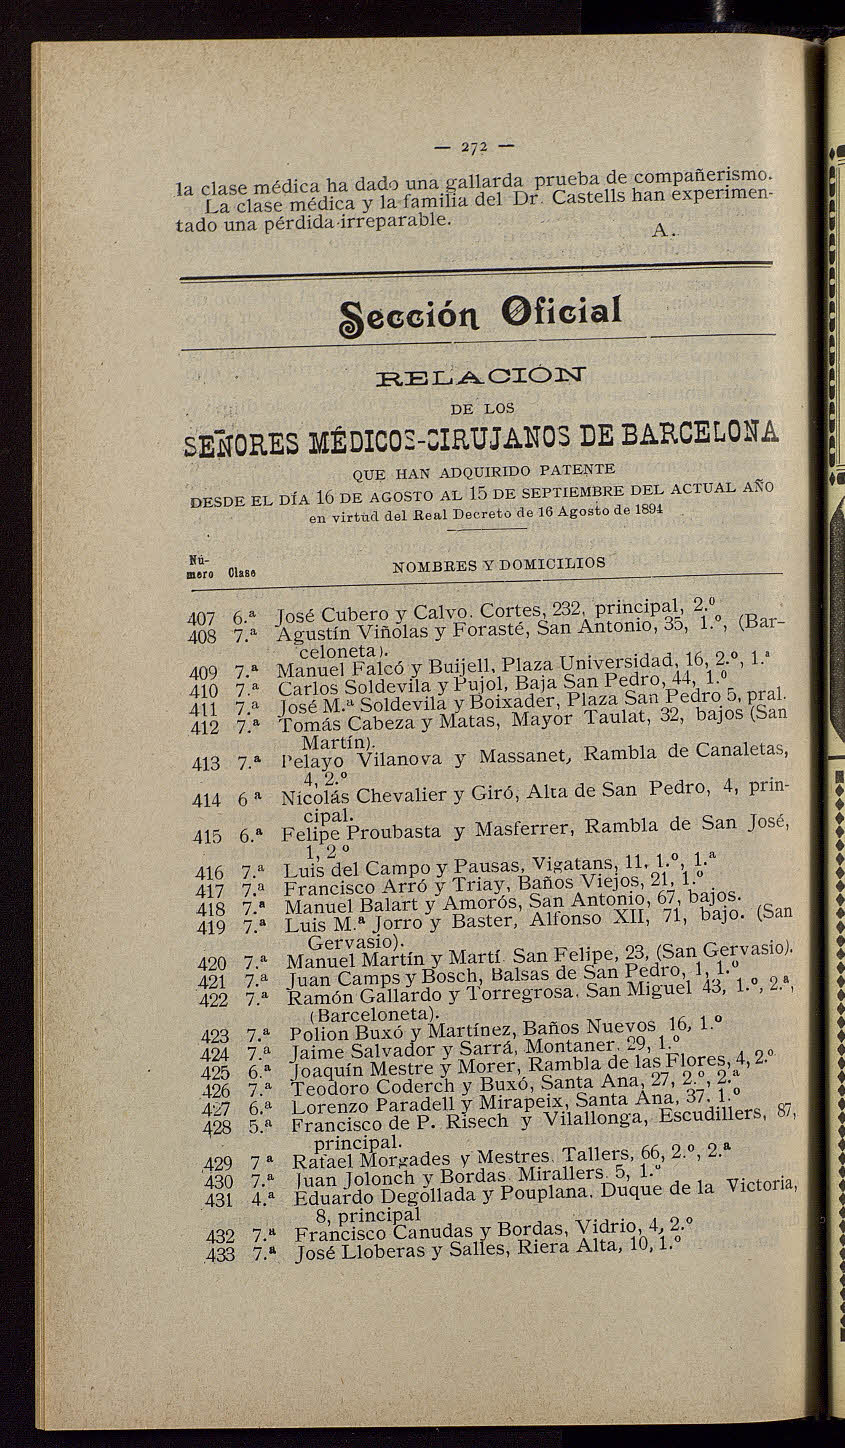 — 272 —
la clase médica ha dado una gallarda prueba de compañerismo.
La clase médica y la familia del Dr. Castells han experimen-
tado una pérdida irreparable.
A.
Sección Oficial
RELACIÓN
DE LOS
SEÑORES MÉDICOS-CIRUJANOS DE BARCELONA
QUE HAN ADQUIRIDO PATENTE
DESDE EL DÍA 16 DE AGOSTO AL 15 DE SEPTIEMBRE DEL ACTUAL AÑO
en virtud del Real Decreto de 16 Agosto de 1894
Nú-
mero Clase NOMBRES Y DOMICILIOS
407 6.ª José Cubero y Calvo. Cortes, 232, principal, 2.º
408 7.ª Agustín Viñolas y Forasté, San Antonio, 35, 1.º, (Bar-
celoneta).
409 7.ª Manuel Falcó y Buijell, Plaza Universidad, 16, 2.º, 1.ª
410 7.ª Carlos Soldevila y Pujol, Baja San Pedro, 44, 1.º
411 7.ª José M.ª Soldevila y Boixader, Plaza San Pedro 5, pral.
412 7.ª Tomás Cabeza y Matas, Mayor Taulat, 32, bajos (San
Martín).
413 7.ª Pelayo Vilanova y Massanet, Rambla de Canaletas,
4, 2.º
414 6 ª Nicolás Chevalier y Giró, Alta de San Pedro, 4, prin-
cipal.
415 6.ª Felipe Proubasta y Masferrer, Rambla de San José,
1, 2 º
416 7.ª Luis del Campo y Pausas, Vigatans, 11, 1.º, 1.ª
417 7.ª Francisco Arró y Triay, Baños Viejos, 21, 1.º
418 7.ª Manuel Balart y Amorós, San Antonio, 67, bajos.
419 7.ª Luis M.ª Jorro y Baster, Alfonso XII, 71, bajo. (San
Gervasio).
420 7.ª Manuel Martín y Martí. San Felipe, 23, (San Gervasio).
421 7.ª Juan Camps y Bosch, Balsas de San Pedro, 1, 1.º
422 7.ª Ramón Gallardo y Torregrosa, San Miguel 43, 1.º, 2.ª,
(Barceloneta).
423 7.ª Polion Buxó y Martínez, Baños Nuevos 16, 1.º
424 7.ª Jaime Salvador y Sarrá, Montaner, 29, 1.º
425 6.ª Joaquín Mestre y Morer, Rambla de las Flores, 4, 2.º
426 7.ª Teodoro Coderch y Buxó, Santa Ana, 27, 2.º, 2.ª
427 6.ª Lorenzo Paradell y Mirapeix, Santa Ana, 37, 1.º
428 5.ª Francisco de P. Risech y Vilallonga, Escudillers, 87,
principal.
429 7 ª Rafael Morgades y Mestres, Tallers, 66, 2.º, 2.ª
430 7.ª Juan Jolonch y Bordas, Mirallers, 5, 1.º
431 4.ª Eduardo Degollada y Pouplana, Duque de la Victoria,
8, principal
432 7.ª Francisco Canudas y Bordas, Vidrio, 4, 2.º
433 7.ª José Lloberas y Salles, Riera Alta, 10, 1.º